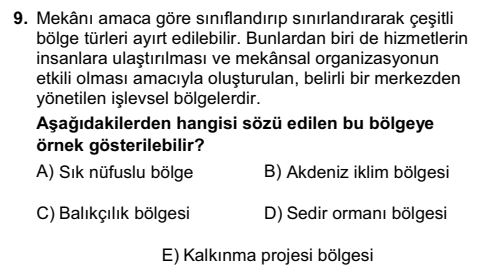 9. Mekânı amaca göre sınıflandırıp sınırlandırarak çeşitli
bölge türleri ayırt edilebilir. Bunlardan biri de hizmetlerin
insanlara ulaştırılması ve mekânsal organizasyonun
etkili olması amacıyla oluşturulan, belirli bir merkezden
yönetilen işlevsel bölgelerdir.
Aşağıdakilerden hangisi sözü edilen bu bölgeye
örnek gösterilebilir?
A) Sık nüfuslu bölge B) Akdeniz iklim bölgesi
C) Balıkçılık bölgesi D) Sedir ormanı bölgesi
E) Kalkınma projesi bölgesi